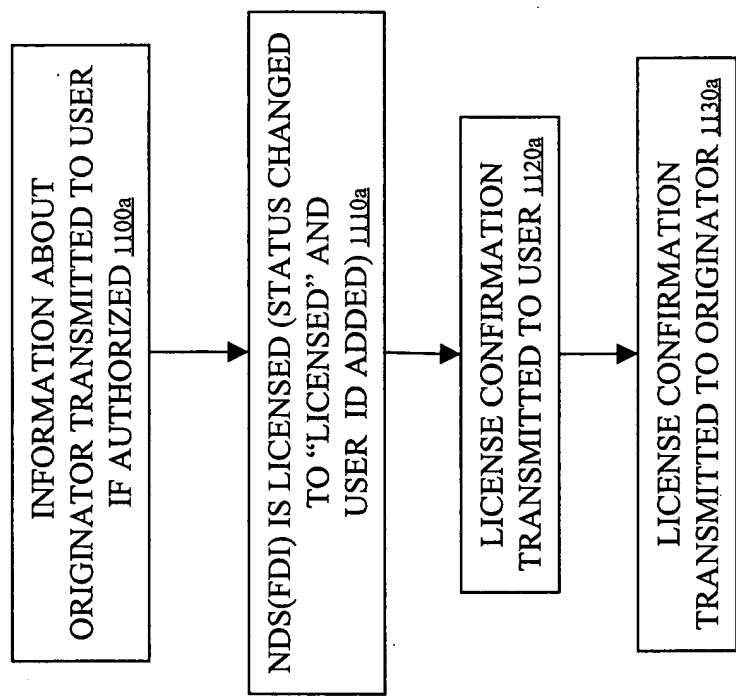 INFORMATION ABOUT
ORIGINATOR TRANSMITTED TO USER
IF AUTHORIZED 1100a
NDS(FDI) IS LICENSED (STATUS CHANGED
TO “LICENSED” AND
USER ID ADDED) 1110a
LICENSE CONFIRMATION
TRANSMITTED TO USER 1120a
LICENSE CONFIRMATION
TRANSMITTED TO ORIGINATOR 1130a